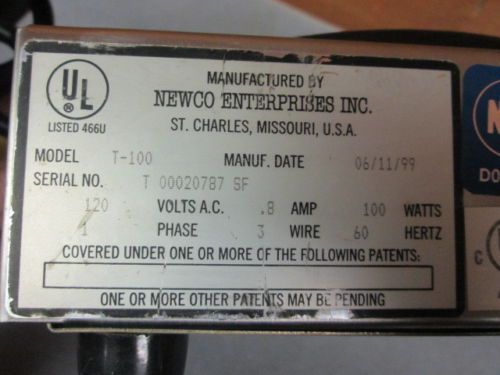 UL
®
LISTED 466U
MANUFACTURED BY
NEWCO ENTERPRISES INC.
ST. CHARLES, MISSOURI, U.S.A.
MODEL T-100 MANUF. DATE 06/11/99
SERIAL NO. T 00020787 SF
120 VOLTS A.C. .8 AMP 100 WATTS
1 PHASE 3 WIRE 60 HERTZ
COVERED UNDER ONE OR MORE OF THE FOLLOWING PATENTS:
ONE OR MORE OTHER PATENTS MAY BE PENDING
C